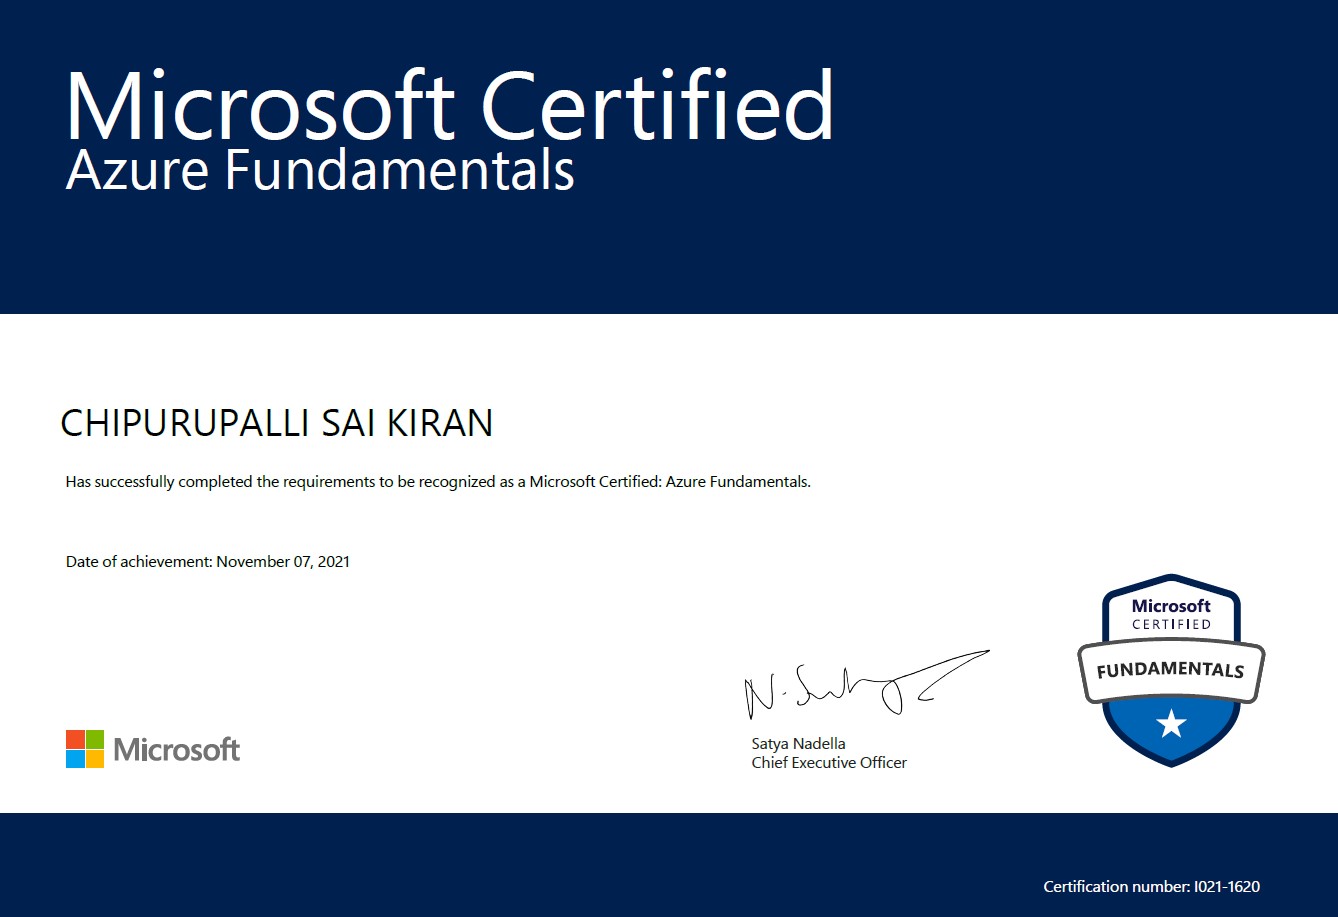 Microsoft Certified
Azure Fundamentals
CHIPURUPALLI SAI KIRAN
Has successfully completed the requirements to be recognized as a Microsoft Certified: Azure Fundamentals.
Date of achievement: November 07, 2021
Microsoft
CERTIFIED
FUNDAMENTALS
N. Satya
Satya Nadella
Chief Executive Officer
Microsoft
Certification number: I021-1620